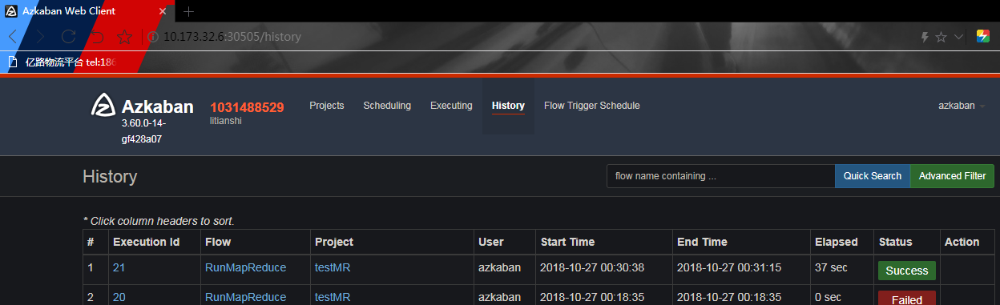 Azkaban Web Client
10.173.32.6:30505/history
亿路物流平台 tel:186
Azkaban
3.60.0-14-
gf428a07
1031488529
litianshi
Projects Scheduling Executing History Flow Trigger Schedule
azkaban
History
flow name containing ... Quick Search Advanced Filter
* Click column headers to sort.
# Execution Id Flow Project User Start Time End Time Elapsed Status Action
1 21 RunMapReduce testMR azkaban 2018-10-27 00:30:38 2018-10-27 00:31:15 37 sec Success
2 20 RunMapReduce testMR azkaban 2018-10-27 00:18:35 2018-10-27 00:18:35 0 sec Failed